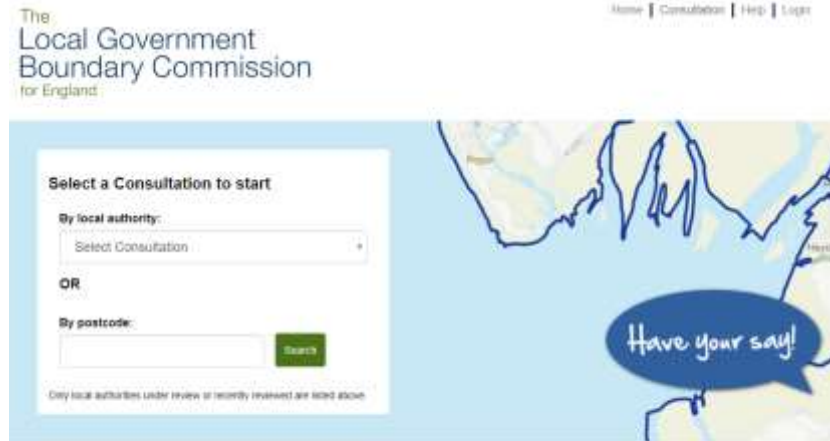 The
Local Government
Boundary Commission
for England
Home | Consultation | Help | Login
Select a Consultation to start
By local authority:
Select Consultation
OR
By postcode:
Search
Only local authorities under review or recently reviewed are listed above
Have your say!